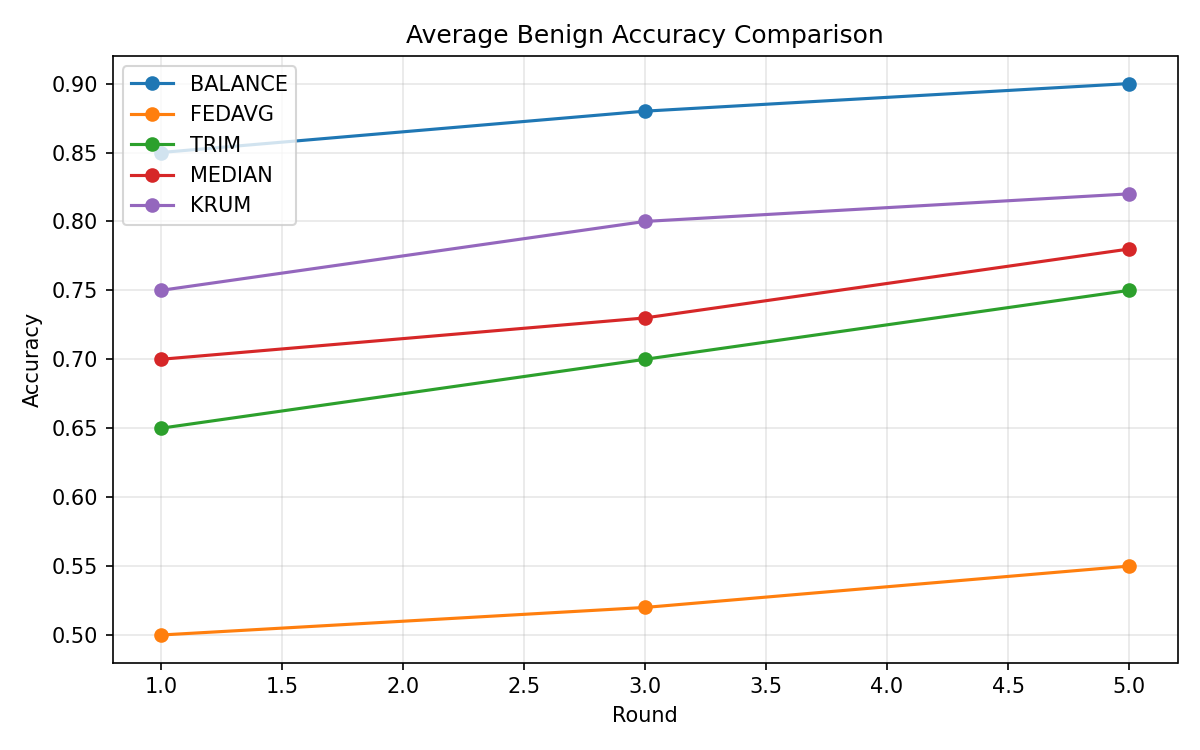 Average Benign Accuracy Comparison
BALANCE
FEDAVG
TRIM
MEDIAN
KRUM
Accuracy
0.90
0.85
0.80
0.75
0.70
0.65
0.60
0.55
0.50
1.0 1.5 2.0 2.5 3.0 3.5 4.0 4.5 5.0
Round